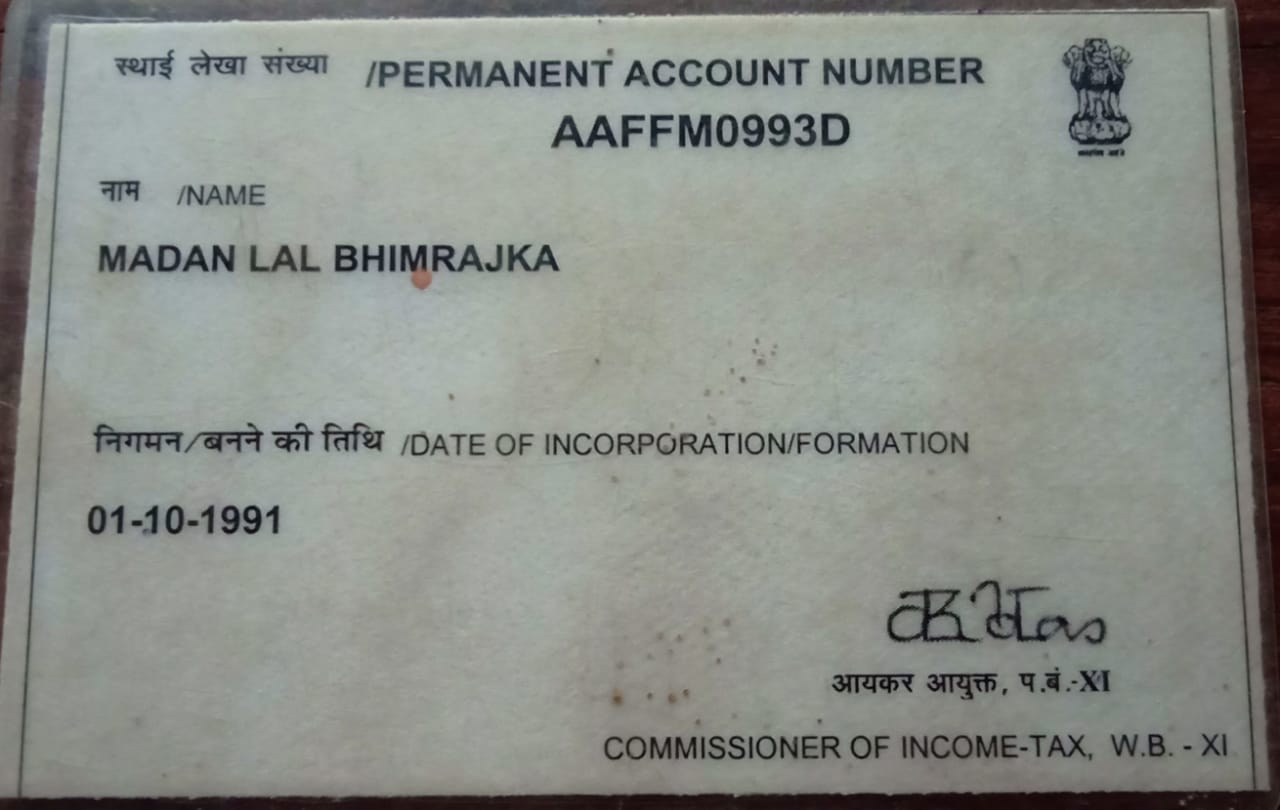 स्थाई लेखा संख्या /PERMANENT ACCOUNT NUMBER
AAFFM0993D
नाम /NAME
MADAN LAL BHIMRAJKA
निगमन/बनने की तिथि /DATE OF INCORPORATION/FORMATION
01-10-1991
आयकर आयुक्त, प.बं.-XI
COMMISSIONER OF INCOME-TAX, W.B. - XI